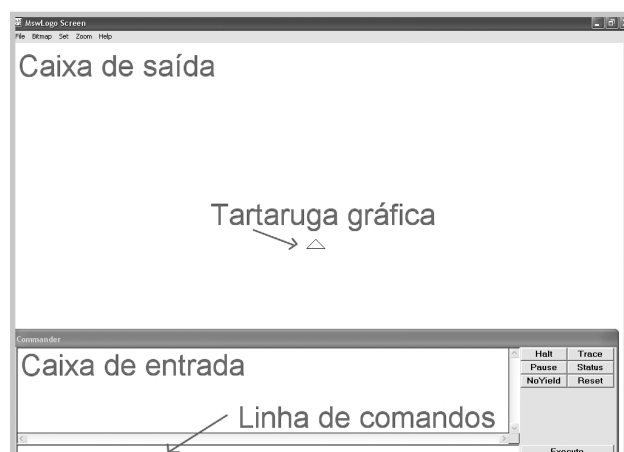 MswLogo Screen
File Bitmap Set Zoom Help
Caixa de saída
Tartaruga gráfica
Commander
Caixa de entrada
Halt Trace
Pause Status
NoYield Reset
Linha de comandos
Execute